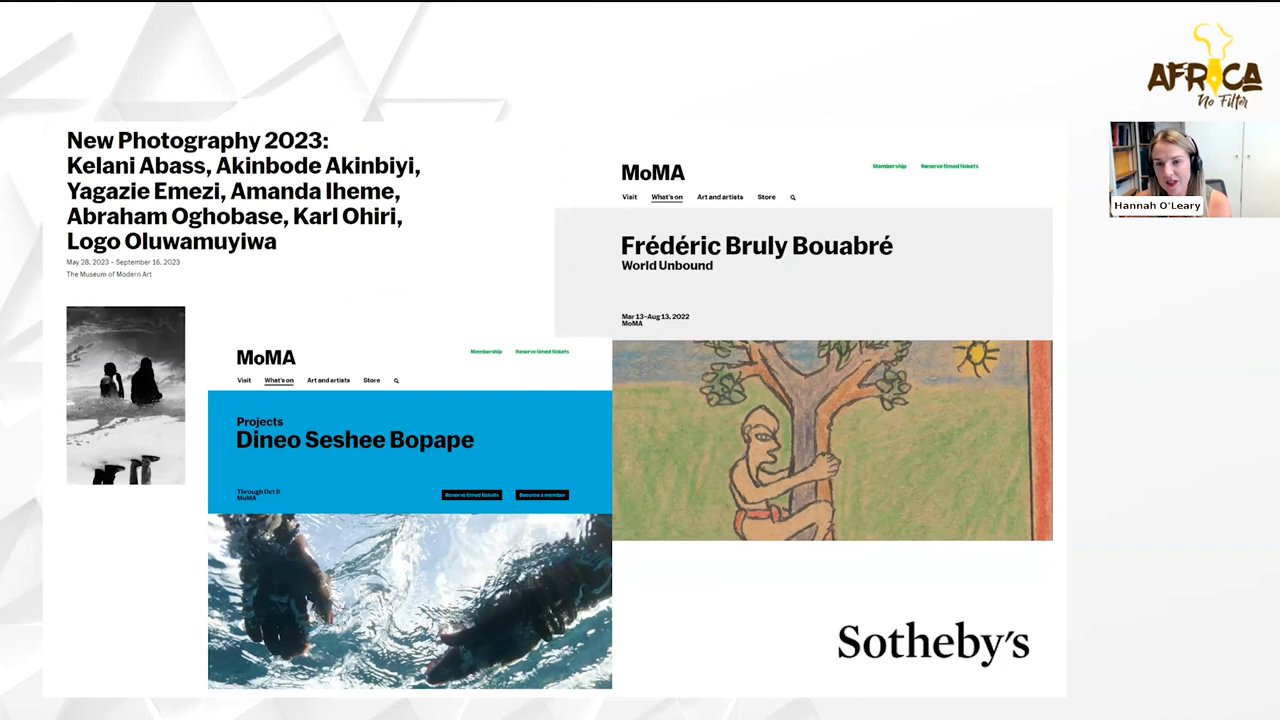 AFRICA
No Filter
Hannah O'Leary
New Photography 2023:
Kelani Abass, Akinbode Akinbiyi,
Yagazie Emezi, Amanda Iheme,
Abraham Oghobase, Karl Ohiri,
Logo Oluwamuyiwa
May 28, 2023 – September 16, 2023
The Museum of Modern Art
MoMA
Membership Reserve timed tickets
Visit What's on Art and artists Store
Frédéric Bruly Bouabré
World Unbound
Mar 13–Aug 13, 2022
MoMA
MoMA
Membership Reserve timed tickets
Visit What's on Art and artists Store
Projects
Dineo Seshee Bopape
Through Oct 9
MoMA
Reserve timed tickets Become a member
Sotheby's